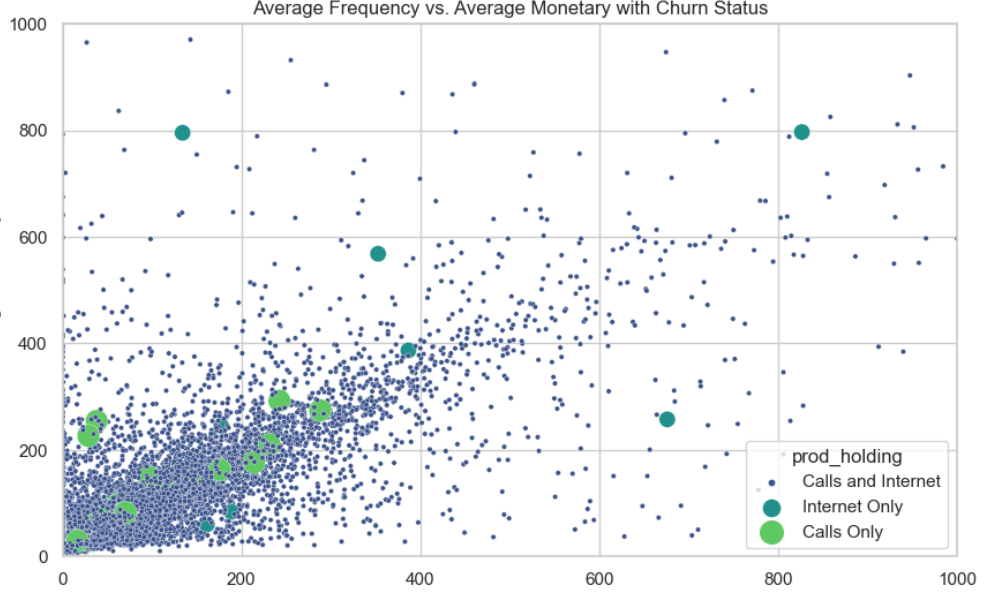 Average Frequency vs. Average Monetary with Churn Status
1000
800
600
400
200
0
0 200 400 600 800 1000
prod_holding
Calls and Internet
Internet Only
Calls Only